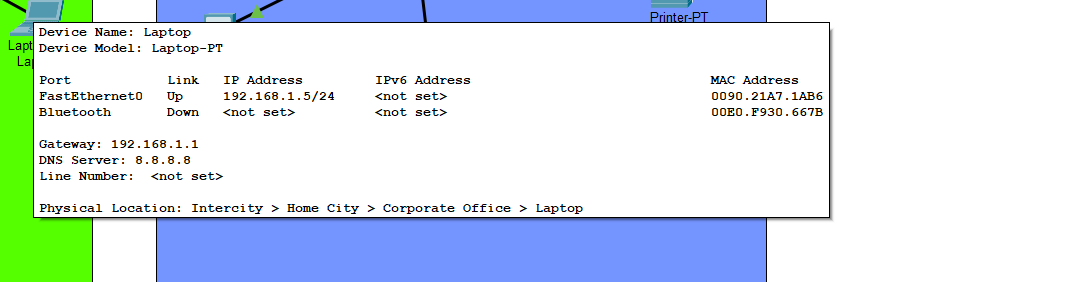 Printer-PT
Lapt
La
Device Name: Laptop
Device Model: Laptop-PT
Port Link IP Address IPv6 Address MAC Address
FastEthernet0 Up 192.168.1.5/24 <not set> 0090.21A7.1AB6
Bluetooth Down <not set> <not set> 00E0.F930.667B
Gateway: 192.168.1.1
DNS Server: 8.8.8.8
Line Number: <not set>
Physical Location: Intercity > Home City > Corporate Office > Laptop